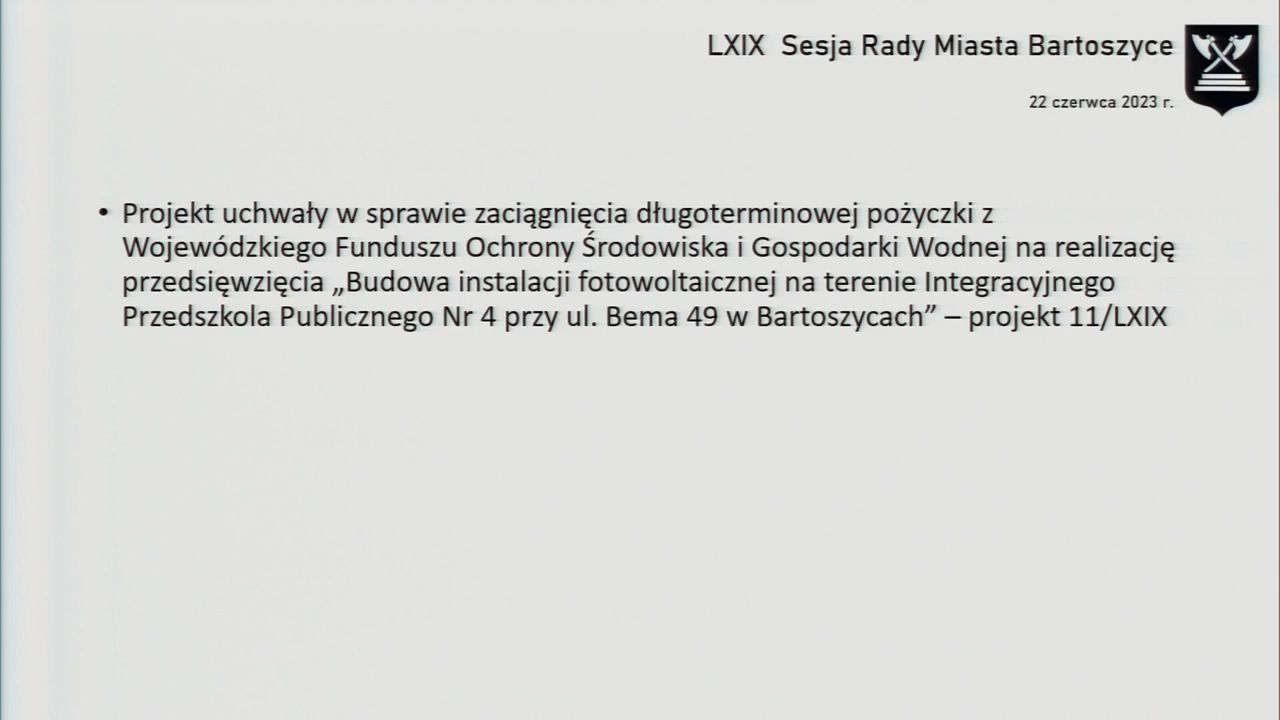 LXIX Sesja Rady Miasta Bartoszyce
22 czerwca 2023 r.
• Projekt uchwały w sprawie zaciągnięcia długoterminowej pożyczki z
Wojewódzkiego Funduszu Ochrony Środowiska i Gospodarki Wodnej na realizację
przedsięwzięcia „Budowa instalacji fotowoltaicznej na terenie Integracyjnego
Przedszkola Publicznego Nr 4 przy ul. Bema 49 w Bartoszycach” – projekt 11/LXIX